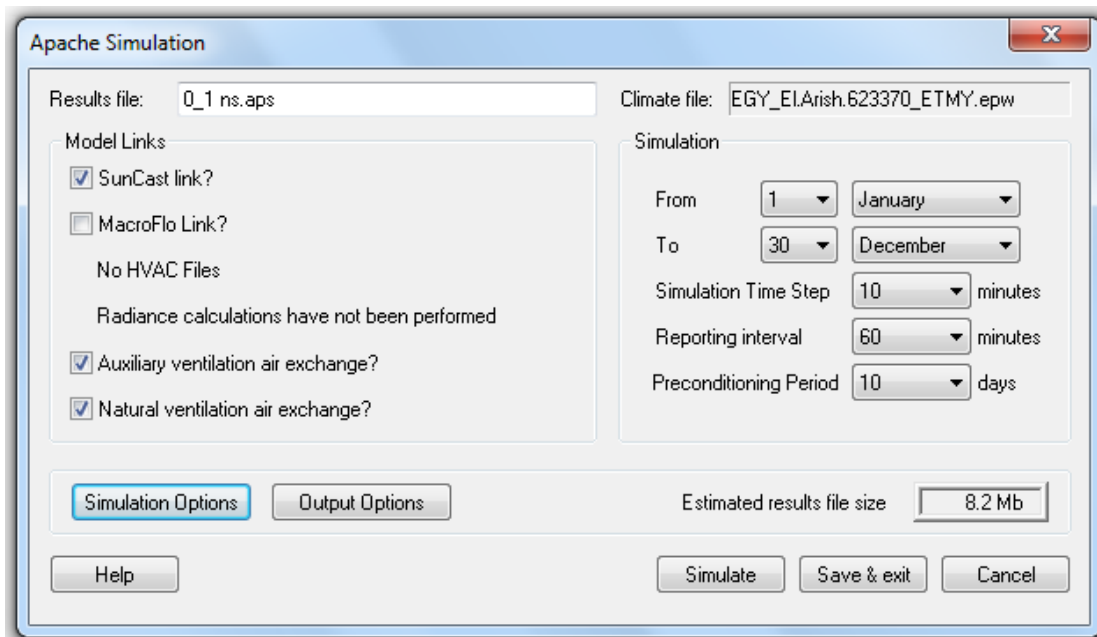 Apache Simulation
Results file: 0_1 ns.aps
Climate file: EGY_El.Arish.623370_ETMY.epw
Model Links
SunCast link?
MacroFlo Link?
No HVAC Files
Radiance calculations have not been performed
Auxiliary ventilation air exchange?
Natural ventilation air exchange?
Simulation
From 1 January
To 30 December
Simulation Time Step 10 minutes
Reporting interval 60 minutes
Preconditioning Period 10 days
Simulation Options Output Options Estimated results file size 8.2 Mb
Help Simulate Save & exit Cancel